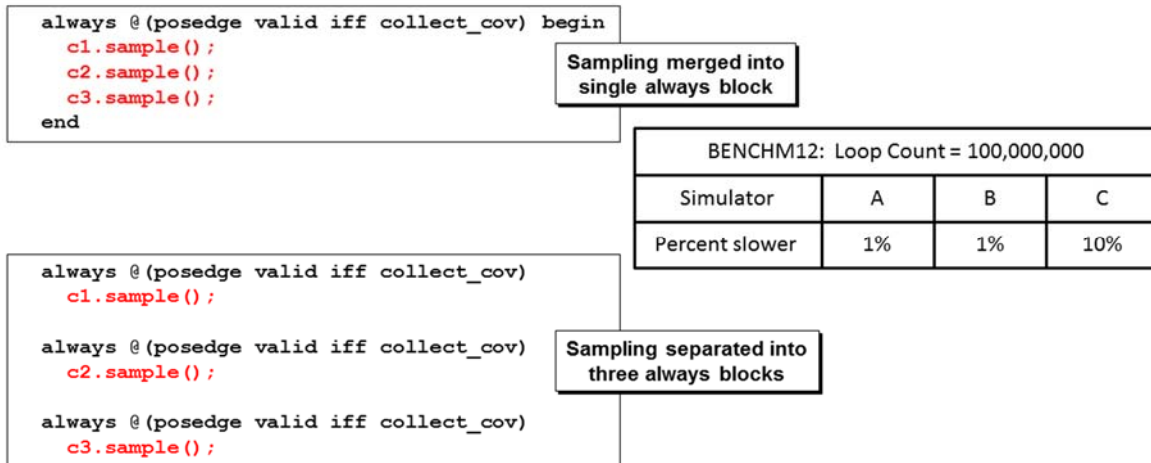 always @(posedge valid iff collect_cov) begin
c1.sample();
c2.sample();
c3.sample();
end
Sampling merged into
single always block
BENCHM12: Loop Count = 100,000,000
Simulator A B C
Percent slower 1% 1% 10%
always @(posedge valid iff collect_cov)
c1.sample();
always @(posedge valid iff collect_cov)
c2.sample();
always @(posedge valid iff collect_cov)
c3.sample();
Sampling separated into
three always blocks